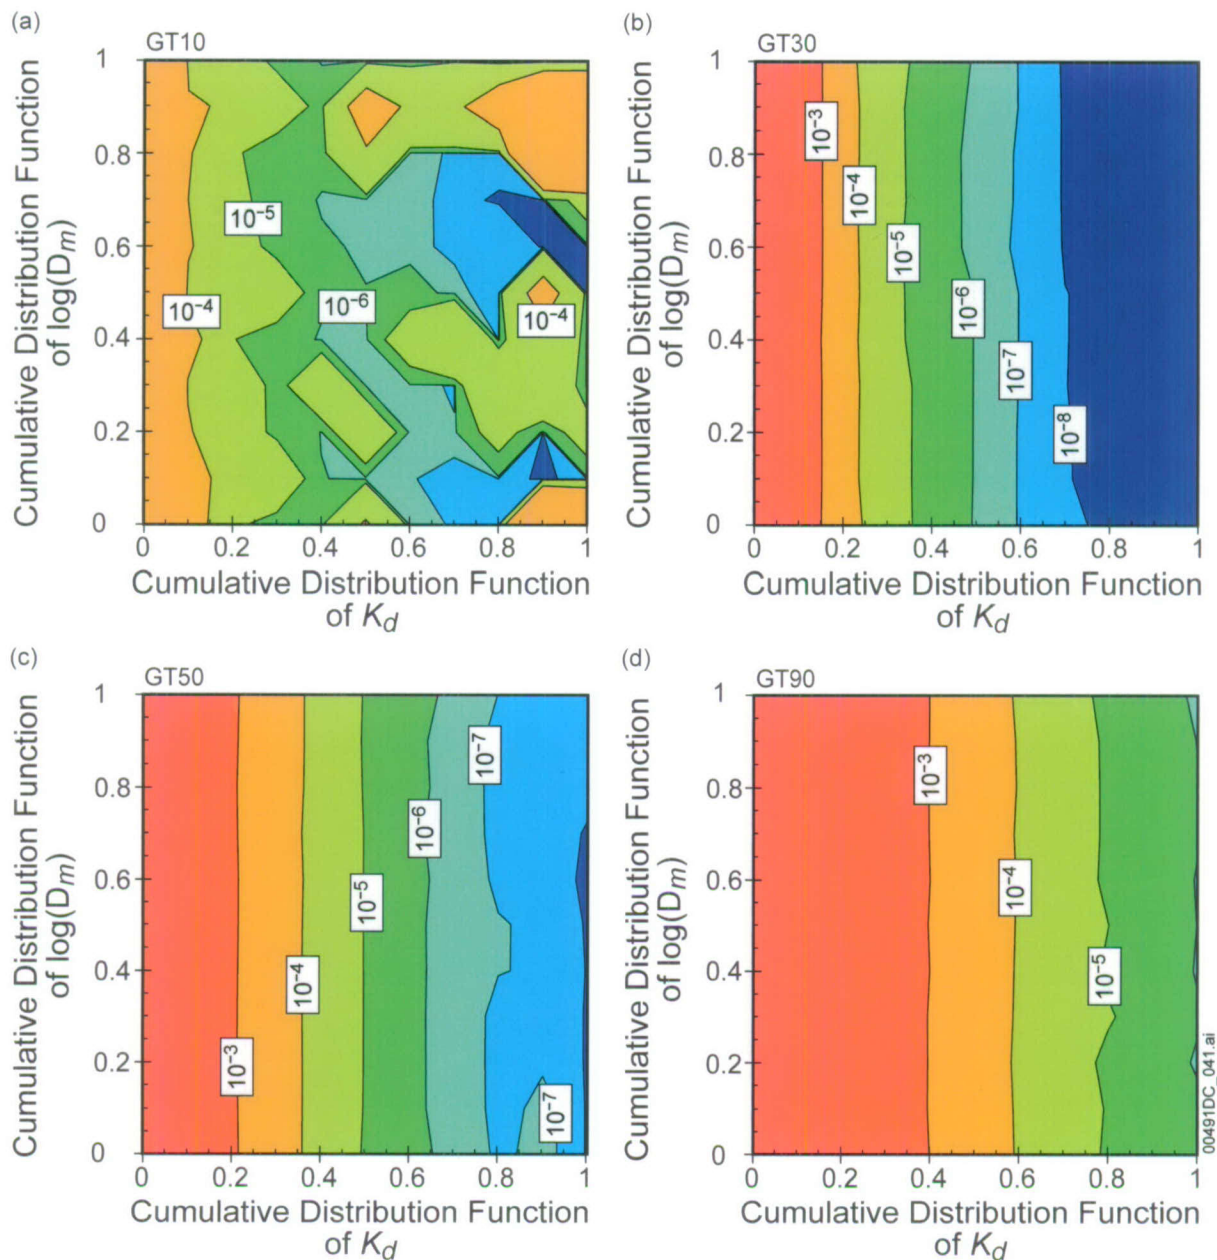 (a)
GT10
Cumulative Distribution Function
of log(Dm)
1
0.8
0.6
0.4
0.2
0
10⁻⁵
10⁻⁴
10⁻⁶
10⁻⁴
0 0.2 0.4 0.6 0.8 1
Cumulative Distribution Function
of Kd
(b)
GT30
Cumulative Distribution Function
of log(Dm)
1
0.8
0.6
0.4
0.2
0
10⁻³
10⁻⁴
10⁻⁵
10⁻⁶
10⁻⁷
10⁻⁸
0 0.2 0.4 0.6 0.8 1
Cumulative Distribution Function
of Kd
(c)
GT50
Cumulative Distribution Function
of log(Dm)
1
0.8
0.6
0.4
0.2
0
10⁻³
10⁻⁴
10⁻⁵
10⁻⁶
10⁻⁷
10⁻⁷
0 0.2 0.4 0.6 0.8 1
Cumulative Distribution Function
of Kd
(d)
GT90
Cumulative Distribution Function
of log(Dm)
1
0.8
0.6
0.4
0.2
0
10⁻³
10⁻⁴
10⁻⁵
0 0.2 0.4 0.6 0.8 1
Cumulative Distribution Function
of Kd
00491DC_041.ai